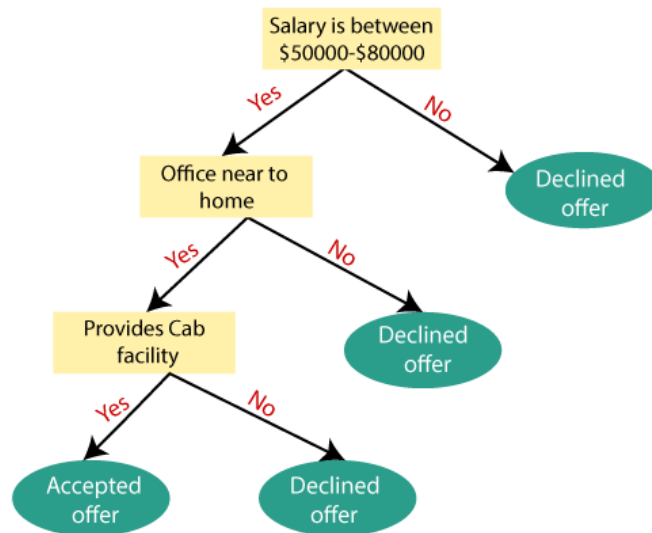 Salary is between
$50000-$80000
Yes
No
Office near to
home
Declined
offer
Yes
No
Provides Cab
facility
Declined
offer
Yes
No
Accepted
offer
Declined
offer